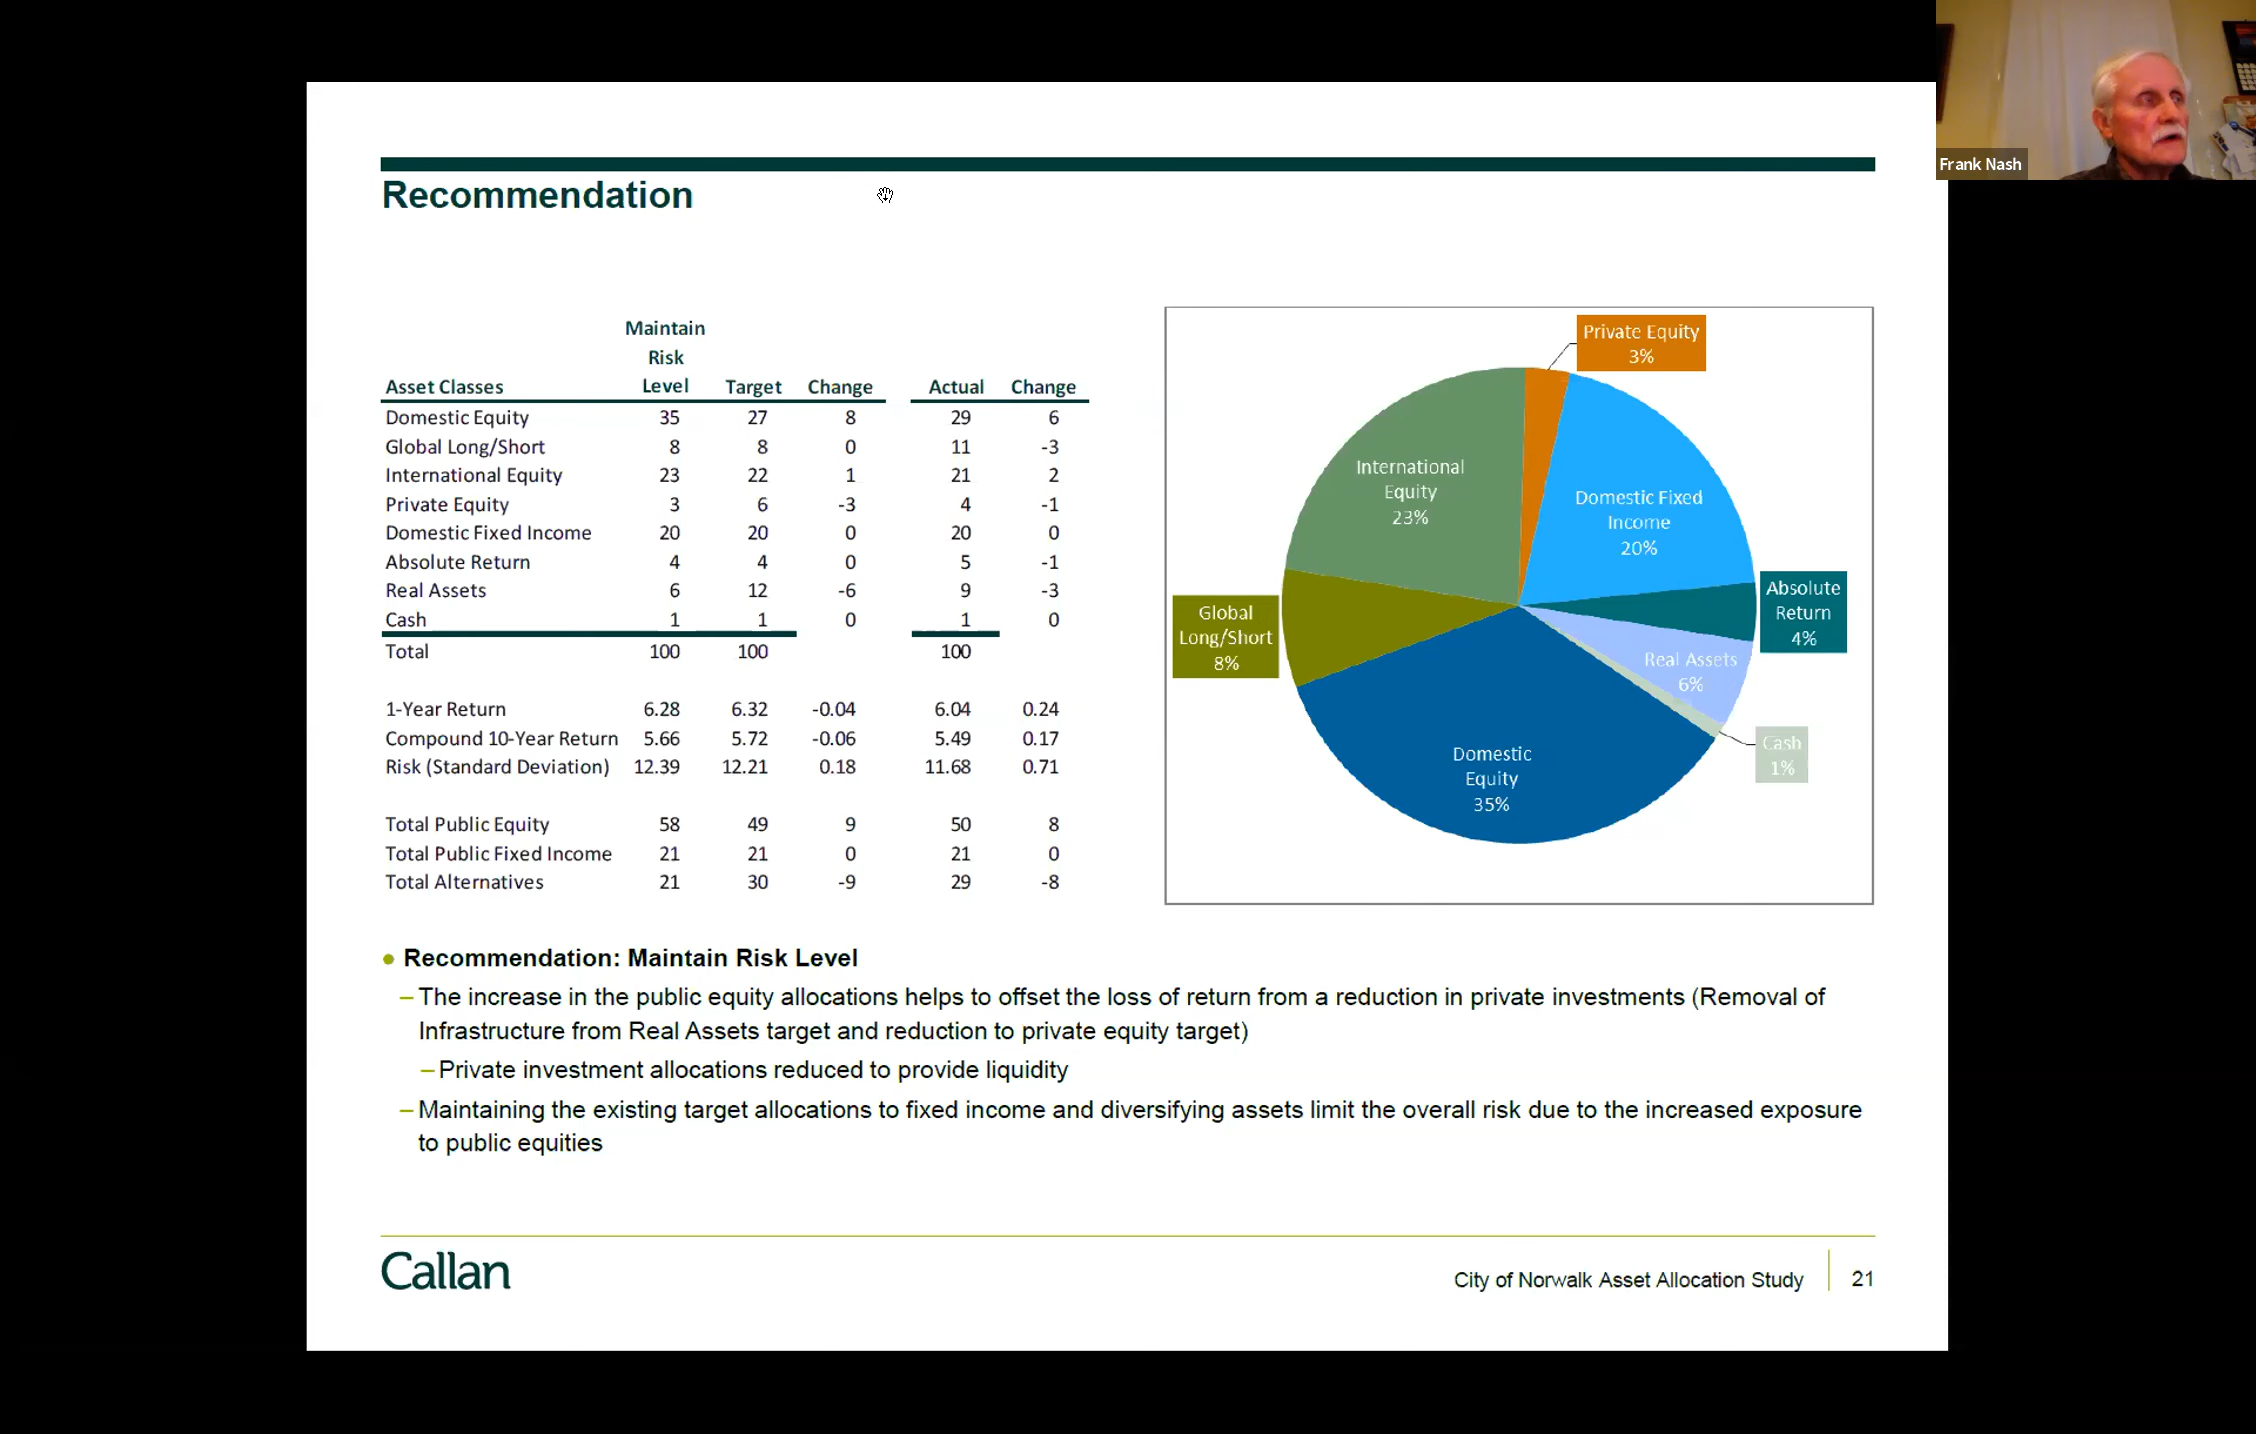 Frank Nash
Recommendation
Maintain
Risk
Asset Classes Level Target Change Actual Change
Domestic Equity 35 27 8 29 6
Global Long/Short 8 8 0 11 -3
International Equity 23 22 1 21 2
Private Equity 3 6 -3 4 -1
Domestic Fixed Income 20 20 0 20 0
Absolute Return 4 4 0 5 -1
Real Assets 6 12 -6 9 -3
Cash 1 1 0 1 0
Total 100 100 100
1-Year Return 6.28 6.32 -0.04 6.04 0.24
Compound 10-Year Return 5.66 5.72 -0.06 5.49 0.17
Risk (Standard Deviation) 12.39 12.21 0.18 11.68 0.71
Total Public Equity 58 49 9 50 8
Total Public Fixed Income 21 21 0 21 0
Total Alternatives 21 30 -9 29 -8
Private Equity
3%
International
Equity
23%
Domestic Fixed
Income
20%
Absolute
Return
4%
Global
Long/Short
8%
Real Assets
6%
Cash
1%
Domestic
Equity
35%
● Recommendation: Maintain Risk Level
– The increase in the public equity allocations helps to offset the loss of return from a reduction in private investments (Removal of
Infrastructure from Real Assets target and reduction to private equity target)
– Private investment allocations reduced to provide liquidity
– Maintaining the existing target allocations to fixed income and diversifying assets limit the overall risk due to the increased exposure
to public equities
Callan
City of Norwalk Asset Allocation Study 21